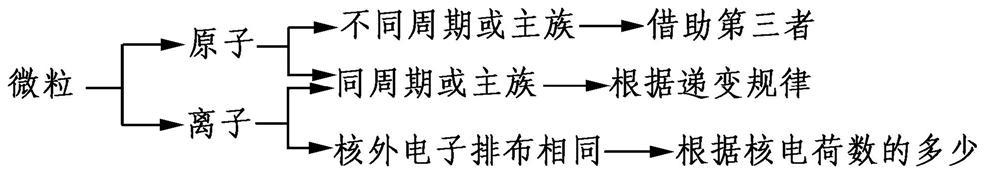 不同周期或主族 借助第三者
原子
微粒 同周期或主族 根据递变规律
离子
核外电子排布相同 根据核电荷数的多少